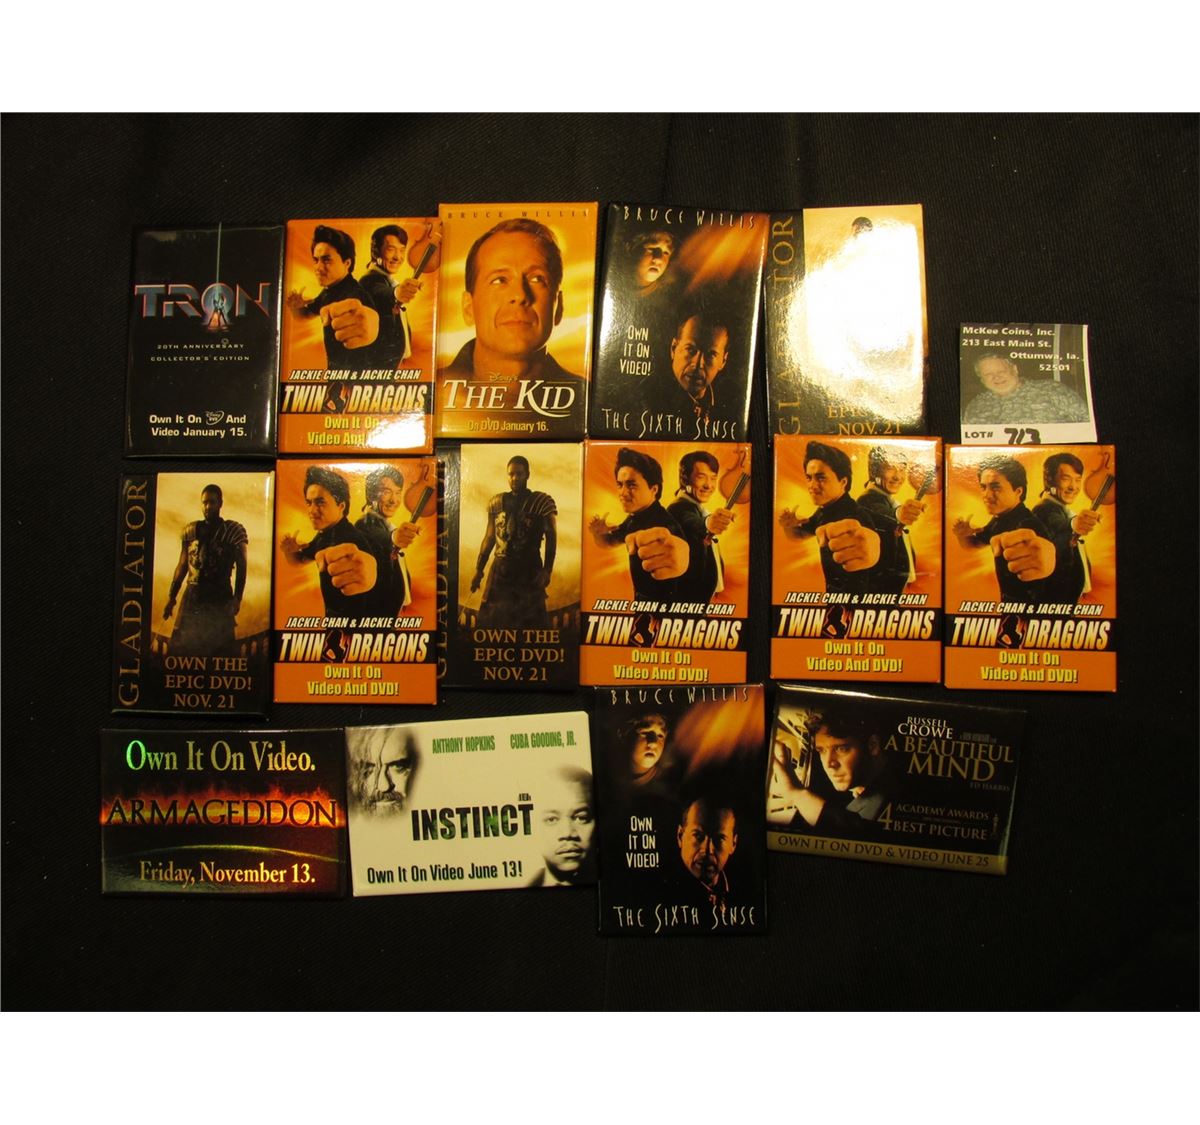 TRON
20TH ANNIVERSARY
COLLECTOR'S EDITION
Own It On Disney DVD And
Video January 15.
JACKIE CHAN & JACKIE CHAN
TWIN DRAGONS
Own It On
Video And
BRUCE WILLIS
Disney's
THE KID
On DVD January 16.
BRUCE WILLIS
OWN
IT ON
VIDEO!
THE SIXTH SENSE
EPIC
NOV. 21
McKee Coins, Inc.
213 East Main St.
Ottumwa, Ia.
52501
LOT# 713
GLADIATOR
OWN THE
EPIC DVD!
NOV. 21
JACKIE CHAN & JACKIE CHAN
TWIN DRAGONS
Own It On
Video And DVD!
GLADIATOR
OWN THE
EPIC DVD!
NOV. 21
JACKIE CHAN & JACKIE CHAN
TWIN DRAGONS
Own It On
Video And DVD!
JACKIE CHAN & JACKIE CHAN
TWIN DRAGONS
Own It On
Video And DVD!
JACKIE CHAN & JACKIE CHAN
TWIN DRAGONS
Own It On
Video And DVD!
Own It On Video.
ARMAGEDDON
Friday, November 13.
ANTHONY HOPKINS CUBA GOODING, JR.
INSTINCT
Own It On Video June 13!
BRUCE WILLIS
OWN
IT ON
VIDEO!
THE SIXTH SENSE
RUSSELL
CROWE
A BEAUTIFUL
MIND
ED HARRIS
4 ACADEMY AWARDS
BEST PICTURE
OWN IT ON DVD & VIDEO JUNE 25